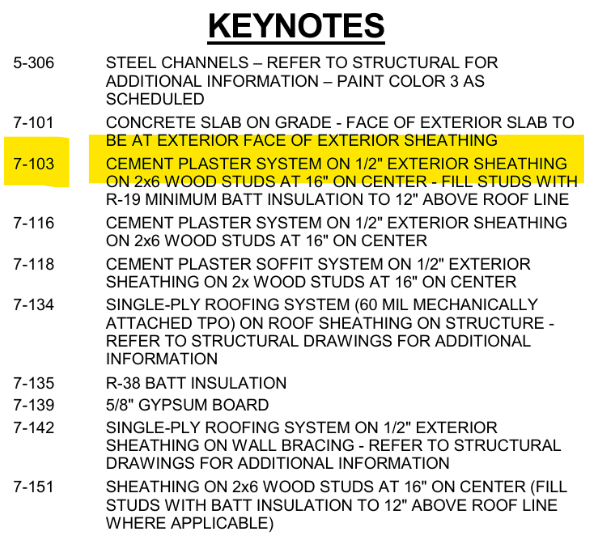 KEYNOTES
5-306 STEEL CHANNELS – REFER TO STRUCTURAL FOR
ADDITIONAL INFORMATION – PAINT COLOR 3 AS
SCHEDULED
7-101 CONCRETE SLAB ON GRADE - FACE OF EXTERIOR SLAB TO
BE AT EXTERIOR FACE OF EXTERIOR SHEATHING
7-103 CEMENT PLASTER SYSTEM ON 1/2" EXTERIOR SHEATHING
ON 2x6 WOOD STUDS AT 16" ON CENTER - FILL STUDS WITH
R-19 MINIMUM BATT INSULATION TO 12" ABOVE ROOF LINE
7-116 CEMENT PLASTER SYSTEM ON 1/2" EXTERIOR SHEATHING
ON 2x6 WOOD STUDS AT 16" ON CENTER
7-118 CEMENT PLASTER SOFFIT SYSTEM ON 1/2" EXTERIOR
SHEATHING ON 2x WOOD STUDS AT 16" ON CENTER
7-134 SINGLE-PLY ROOFING SYSTEM (60 MIL MECHANICALLY
ATTACHED TPO) ON ROOF SHEATHING ON STRUCTURE -
REFER TO STRUCTURAL DRAWINGS FOR ADDITIONAL
INFORMATION
7-135 R-38 BATT INSULATION
7-139 5/8" GYPSUM BOARD
7-142 SINGLE-PLY ROOFING SYSTEM ON 1/2" EXTERIOR
SHEATHING ON WALL BRACING - REFER TO STRUCTURAL
DRAWINGS FOR ADDITIONAL INFORMATION
7-151 SHEATHING ON 2x6 WOOD STUDS AT 16" ON CENTER (FILL
STUDS WITH BATT INSULATION TO 12" ABOVE ROOF LINE
WHERE APPLICABLE)